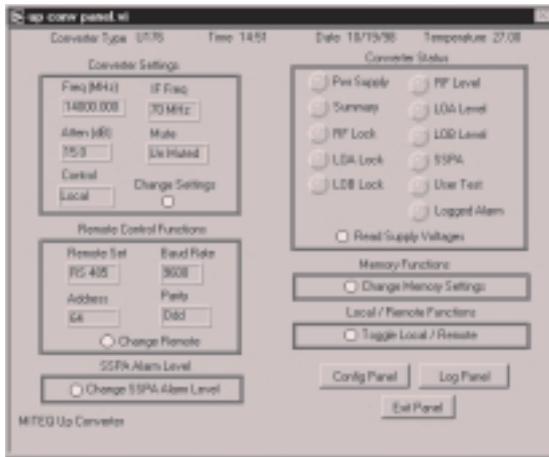 up conv panel.vi
Converter Type U176 Time 14:51 Date 10/19/98 Temperature 27.00
Converter Settings
Freq (MHz) IF Freq
14000.000 70 MHz
Atten (dB) Mute
15.0 Un Muted
Control
Local
Change Settings
Remote Control Functions
Remote Set Baud Rate
RS 485 9600
Address Parity
64 Odd
Change Remote
SSPA Alarm Level
Change SSPA Alarm Level
MITEQ Up Converter
Converter Status
Pwr Supply RF Level
Summary LOA Level
RF Lock LOB Level
LOA Lock SSPA
LOB Lock User Test
Logged Alarm
Read Supply Voltages
Memory Functions
Change Memory Settings
Local / Remote Functions
Toggle Local / Remote
Config Panel Log Panel
Exit Panel